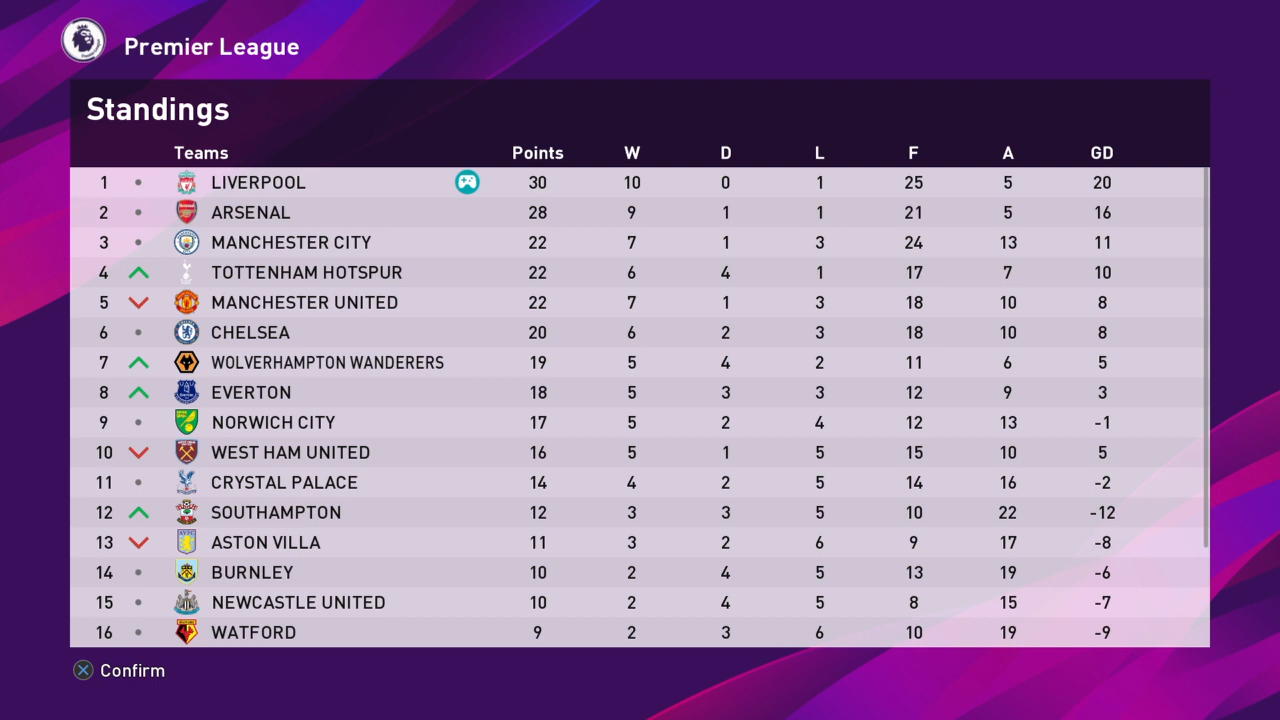 Premier League
Standings
Teams Points W D L F A GD
1 LIVERPOOL 30 10 0 1 25 5 20
2 ARSENAL 28 9 1 1 21 5 16
3 MANCHESTER CITY 22 7 1 3 24 13 11
4 TOTTENHAM HOTSPUR 22 6 4 1 17 7 10
5 MANCHESTER UNITED 22 7 1 3 18 10 8
6 CHELSEA 20 6 2 3 18 10 8
7 WOLVERHAMPTON WANDERERS 19 5 4 2 11 6 5
8 EVERTON 18 5 3 3 12 9 3
9 NORWICH CITY 17 5 2 4 12 13 -1
10 WEST HAM UNITED 16 5 1 5 15 10 5
11 CRYSTAL PALACE 14 4 2 5 14 16 -2
12 SOUTHAMPTON 12 3 3 5 10 22 -12
13 ASTON VILLA 11 3 2 6 9 17 -8
14 BURNLEY 10 2 4 5 13 19 -6
15 NEWCASTLE UNITED 10 2 4 5 8 15 -7
16 WATFORD 9 2 3 6 10 19 -9
Confirm